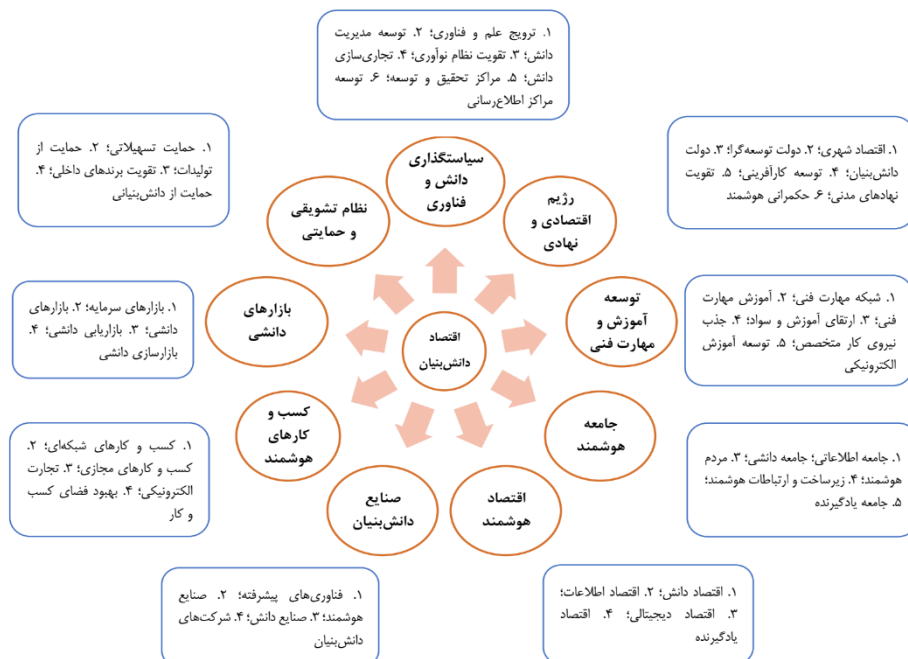 ۱. ترویج علم و فناوری؛ ۲. توسعه مدیریت
دانش؛ ۳. تقویت نظام نوآوری؛ ۴. تجاری‌سازی
دانش؛ ۵. مراکز تحقیق و توسعه؛ ۶. توسعه
مراکز اطلاع‌رسانی
۱. اقتصاد شهری؛ ۲. دولت توسعه‌گرا؛ ۳. دولت
دانش‌بنیان؛ ۴. توسعه کارآفرینی؛ ۵. تقویت
نهادهای مدنی؛ ۶. حکمرانی هوشمند
۱. حمایت تسهیلاتی؛ ۲. حمایت از
تولیدات؛ ۳. تقویت برندهای داخلی؛ ۴.
حمایت از دانش‌بنیانی
سیاستگذاری
دانش و
فناوری
رژیم
اقتصادی و
نهادی
نظام تشویقی
و حمایتی
۱. شبکه مهارت فنی؛ ۲. آموزش مهارت
فنی؛ ۳. ارتقای آموزش و سواد؛ ۴. جذب
نیروی کار متخصص؛ ۵. توسعه آموزش
الکترونیکی
توسعه
آموزش و
مهارت فنی
بازارهای
دانشی
۱. بازارهای سرمایه؛ ۲. بازارهای
دانشی؛ ۳. بازاریابی دانشی؛ ۴.
بازارسازی دانشی
اقتصاد
دانش‌بنیان
جامعه
هوشمند
کسب و
کارهای
هوشمند
۱. جامعه اطلاعاتی؛ جامعه دانشی؛ ۳. مردم
هوشمند؛ ۴. زیرساخت و ارتباطات هوشمند؛
۵. جامعه یادگیرنده
۱. کسب و کارهای شبکه‌ای؛ ۲.
کسب و کارهای مجازی؛ ۳. تجارت
الکترونیکی؛ ۴. بهبود فضای کسب
و کار
اقتصاد
هوشمند
صنایع
دانش‌بنیان
۱. اقتصاد دانش؛ ۲. اقتصاد اطلاعات؛
۳. اقتصاد دیجیتالی؛ ۴. اقتصاد
یادگیرنده
۱. فناوری‌های پیشرفته؛ ۲. صنایع
هوشمند؛ ۳. صنایع دانش؛ ۴. شرکت‌های
دانش‌بنیان